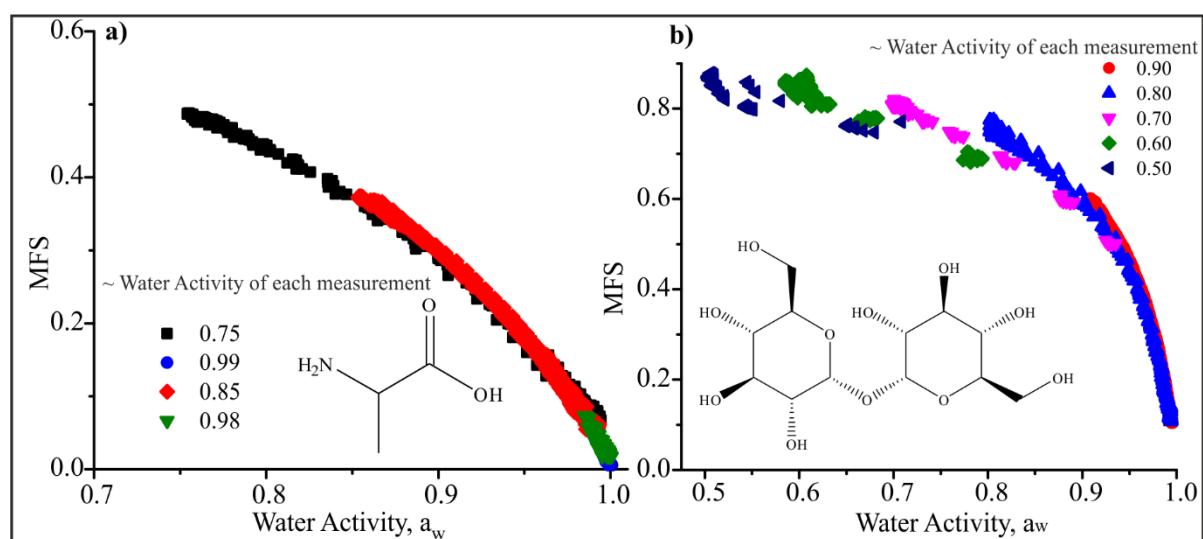 a)
0.6
0.4
0.2
0.0
MFS
~ Water Activity of each measurement
0.75
0.99
0.85
0.98
O
H₂N
OH
0.7
0.8
0.9
1.0
Water Activity, a_w
b)
~ Water Activity of each measurement
0.90
0.80
0.70
0.60
0.50
0.8
0.6
0.4
0.2
0.0
MFS
HO
OH
HO
O
HO
OH
HO
O
O
OH
HO
OH
0.5
0.6
0.7
0.8
0.9
1.0
Water Activity, aw